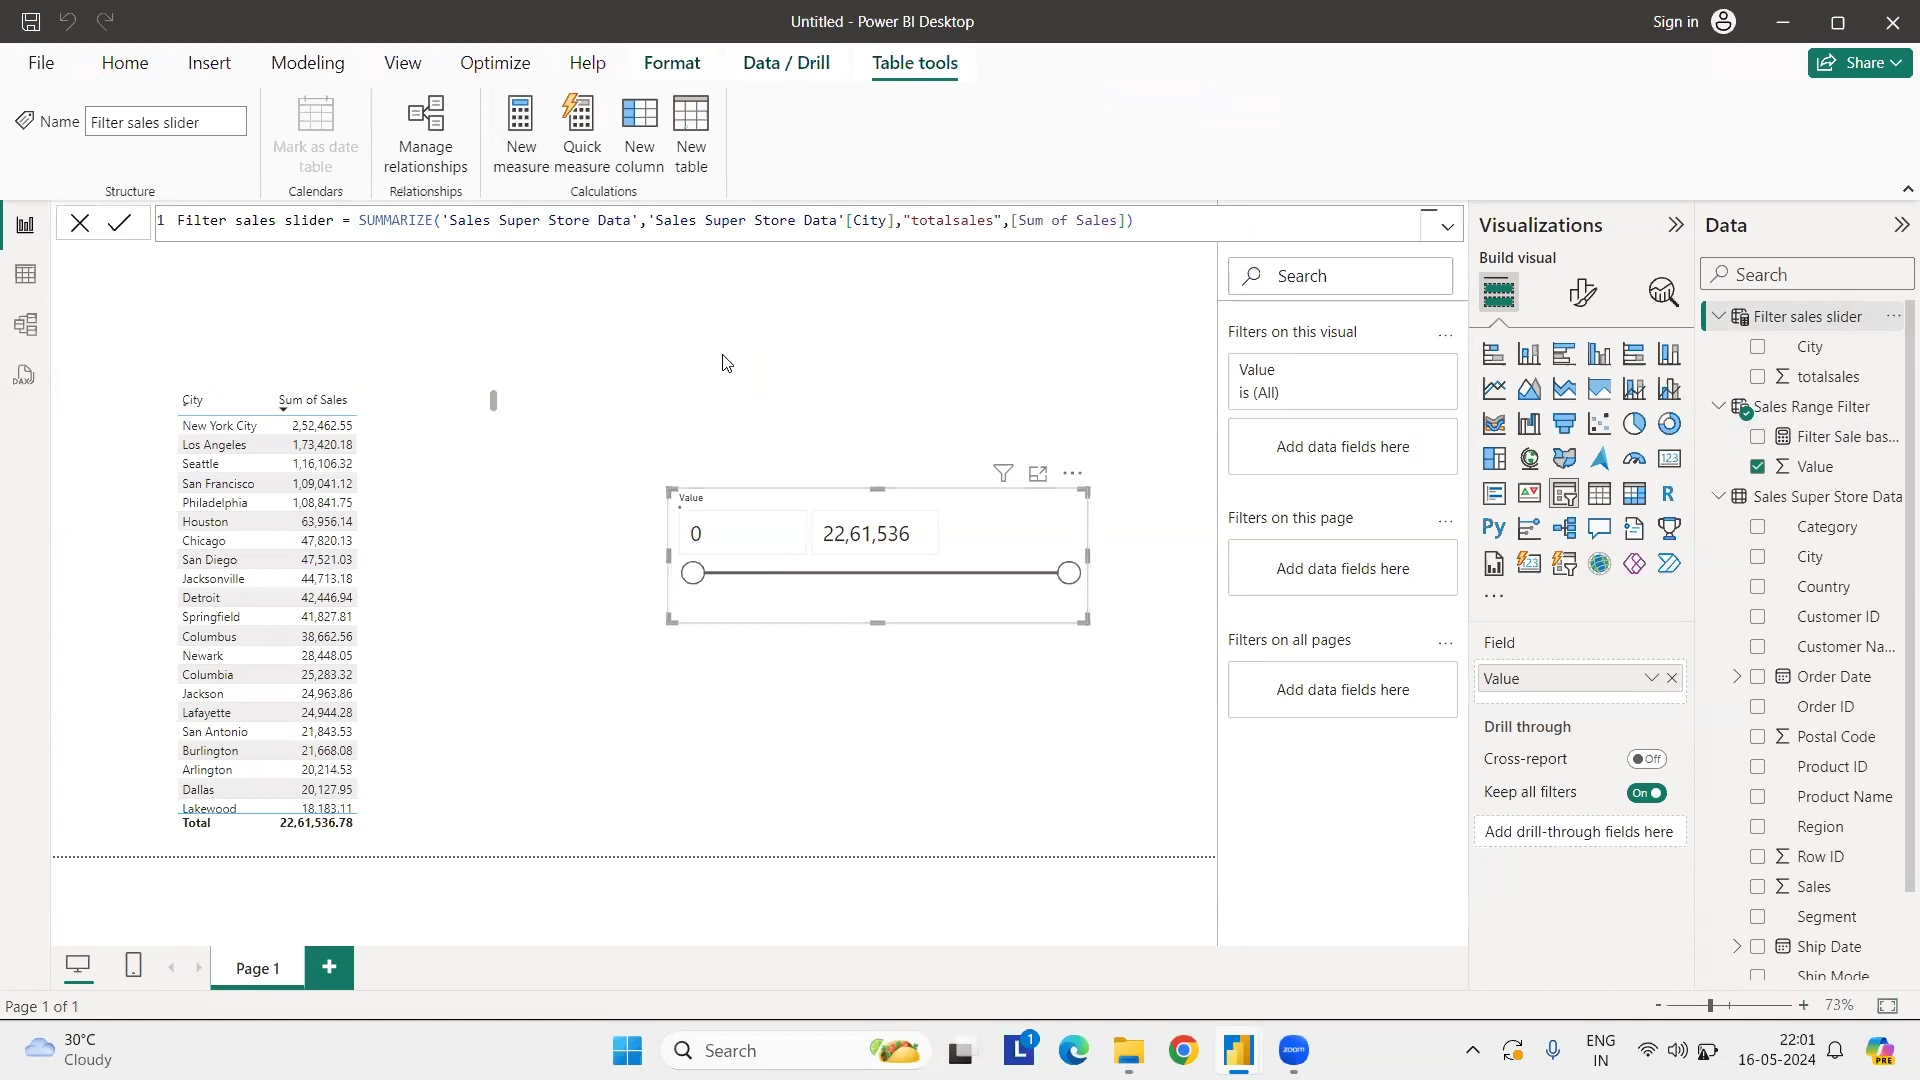 Untitled - Power BI Desktop
Sign in
File
Home
Insert
Modeling
View
Optimize
Help
Format
Data / Drill
Table tools
Share
Name
Filter sales slider
Structure
Mark as date
table
Calendars
Manage
relationships
Relationships
New
measure
Quick
measure
New
column
New
table
Calculations
1 Filter sales slider = SUMMARIZE('Sales Super Store Data','Sales Super Store Data'[City],"totalsales",[Sum of Sales])
City Sum of Sales
New York City 2,52,462.55
Los Angeles 1,73,420.18
Seattle 1,16,106.32
San Francisco 1,09,041.12
Philadelphia 1,08,841.75
Houston 63,956.14
Chicago 47,820.13
San Diego 47,521.03
Jacksonville 44,713.18
Detroit 42,446.94
Springfield 41,827.81
Columbus 38,662.56
Newark 28,448.05
Columbia 25,283.32
Jackson 24,963.86
Lafayette 24,944.28
San Antonio 21,843.53
Burlington 21,668.08
Arlington 20,214.53
Dallas 20,127.95
Lakewood 18,183.11
Total 22,61,536.78
Value
0
22,61,536
Search
Filters on this visual
...
Value
is (All)
Add data fields here
Filters on this page
...
Add data fields here
Filters on all pages
...
Add data fields here
Visualizations
Build visual
123
R
Py
123
...
Field
Value
Drill through
Cross-report
Off
Keep all filters
On
Add drill-through fields here
Data
Search
Filter sales slider
...
City
totalsales
Sales Range Filter
Filter Sale bas...
Value
Sales Super Store Data
Category
City
Country
Customer ID
Customer Na...
Order Date
Order ID
Postal Code
Product ID
Product Name
Region
Row ID
Sales
Segment
Ship Date
Ship Mode
DAX
Page 1
+
Page 1 of 1
- + 73%
30°C
Cloudy
Search
L
1
zoom
ENG
IN
22:01
16-05-2024
PRE